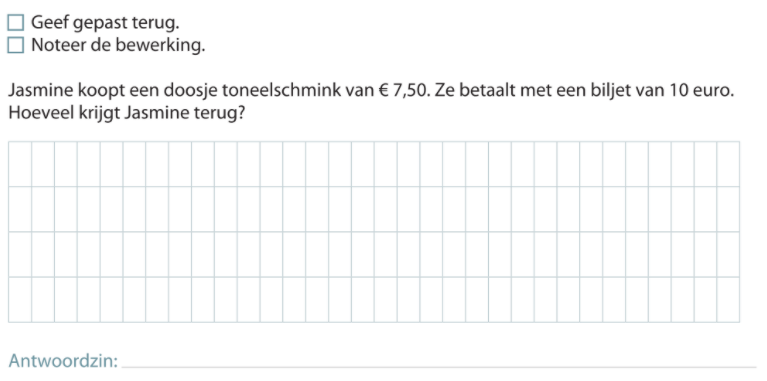 Geef gepast terug.
Noteer de bewerking.
Jasmine koopt een doosje toneelschmink van € 7,50. Ze betaalt met een biljet van 10 euro.
Hoeveel krijgt Jasmine terug?
Antwoordzin: